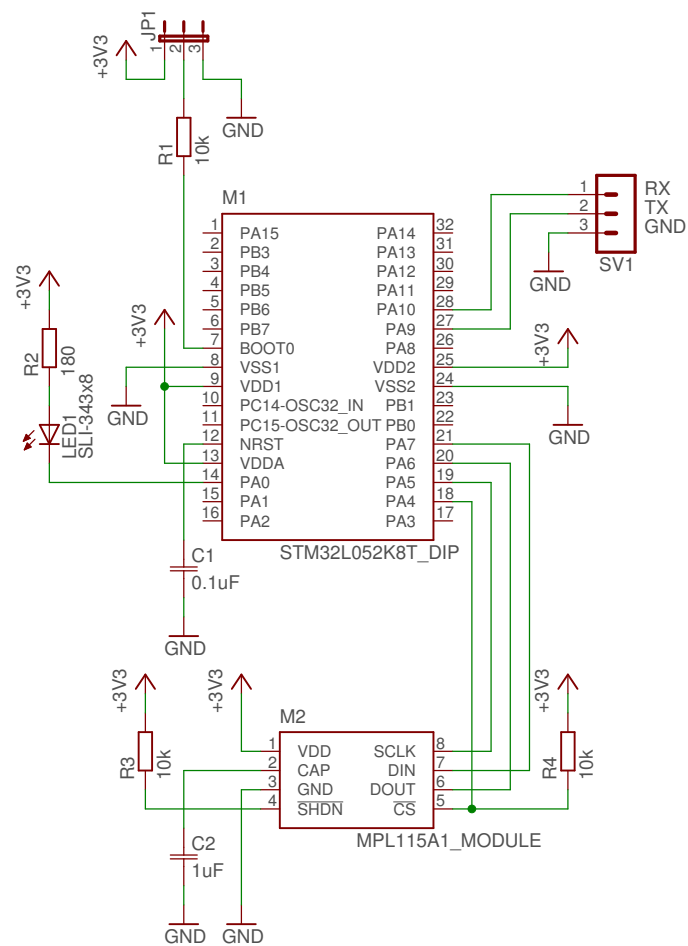 JP1
+3V3
1
2
3
GND
R1
10k
M1
1 PA15 PA14 32
2 PB3 PA13 31
3 PB4 PA12 30
4 PB5 PA11 29
5 PB6 PA10 28
6 PB7 PA9 27
7 BOOT0 PA8 26
8 VSS1 VDD2 25
9 VDD1 VSS2 24
10 PC14-OSC32_IN PB1 23
11 PC15-OSC32_OUT PB0 22
12 NRST PA7 21
13 VDDA PA6 20
14 PA0 PA5 19
15 PA1 PA4 18
16 PA2 PA3 17
STM32L052K8T_DIP
1 RX
2 TX
3 GND
SV1
GND
+3V3
GND
+3V3
R2
180
LED1
SLI-343x8
+3V3
GND
C1
0.1uF
GND
+3V3
R3
10k
+3V3
M2
1 VDD SCLK 8
2 CAP DIN 7
3 GND DOUT 6
4 SHDN CS 5
MPL115A1_MODULE
+3V3
R4
10k
C2
1uF
GND
GND